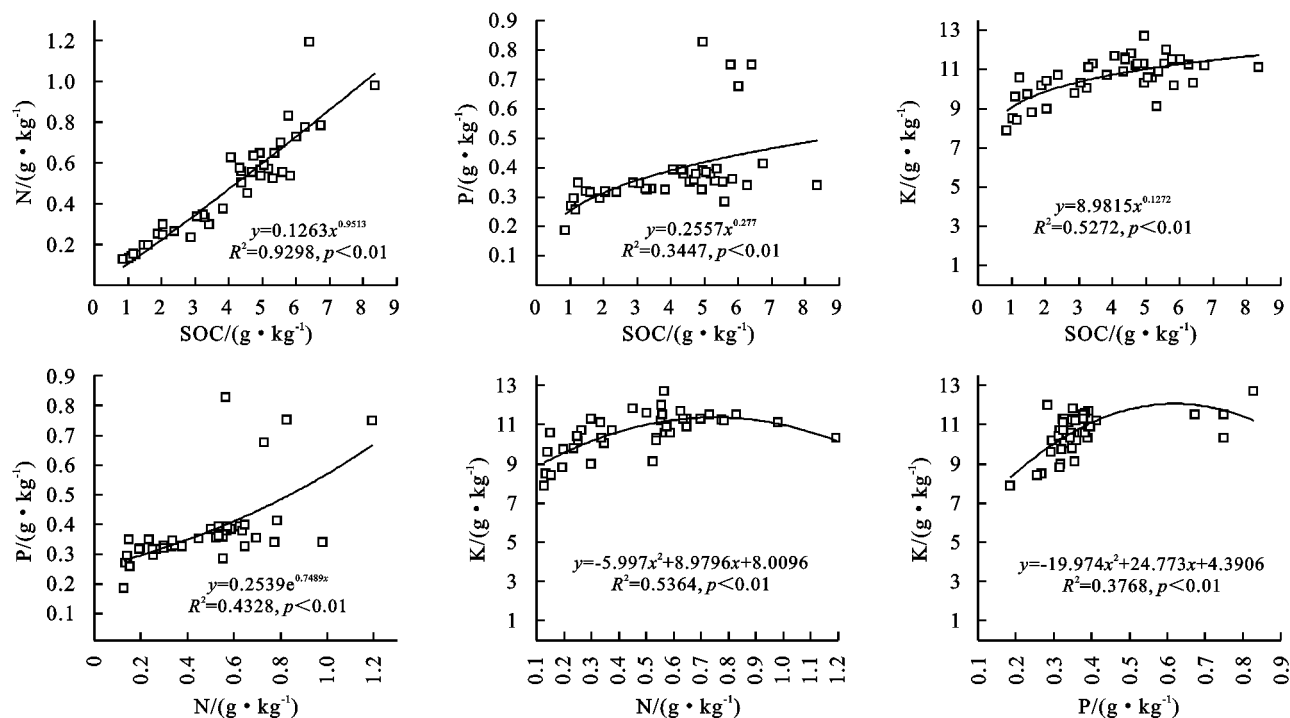 N/(g·kg⁻¹)
1.2
1.0
0.8
0.6
0.4
0.2
y=0.1263x^0.9513
R²=0.9298, p<0.01
0 1 2 3 4 5 6 7 8 9
SOC/(g·kg⁻¹)
P/(g·kg⁻¹)
0.9
0.8
0.7
0.6
0.5
0.4
0.3
0.2
0.1
y=0.2557x^0.277
R²=0.3447, p<0.01
0 1 2 3 4 5 6 7 8 9
SOC/(g·kg⁻¹)
K/(g·kg⁻¹)
13
11
9
7
5
3
1
y=8.9815x^0.1272
R²=0.5272, p<0.01
0 1 2 3 4 5 6 7 8 9
SOC/(g·kg⁻¹)
P/(g·kg⁻¹)
0.9
0.8
0.7
0.6
0.5
0.4
0.3
0.2
0.1
y=0.2539e^0.7489x
R²=0.4328, p<0.01
0 0.2 0.4 0.6 0.8 1.0 1.2
N/(g·kg⁻¹)
K/(g·kg⁻¹)
13
11
9
7
5
3
1
y=-5.997x²+8.9796x+8.0096
R²=0.5364, p<0.01
0.1 0.2 0.3 0.4 0.5 0.6 0.7 0.8 0.9 1.0 1.1 1.2
N/(g·kg⁻¹)
K/(g·kg⁻¹)
13
11
9
7
5
3
1
y=-19.974x²+24.773x+4.3906
R²=0.3768, p<0.01
0.1 0.2 0.3 0.4 0.5 0.6 0.7 0.8 0.9
P/(g·kg⁻¹)